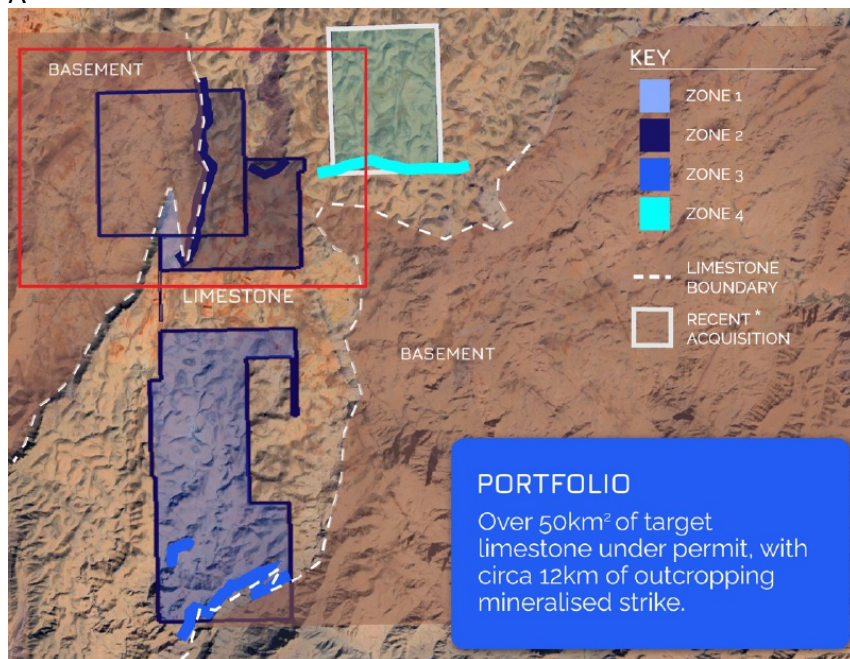 BASEMENT
KEY
ZONE 1
ZONE 2
ZONE 3
ZONE 4
LIMESTONE
BOUNDARY
RECENT *
ACQUISITION
LIMESTONE
BASEMENT
PORTFOLIO
Over 50km² of target
limestone under permit, with
circa 12km of outcropping
mineralised strike.